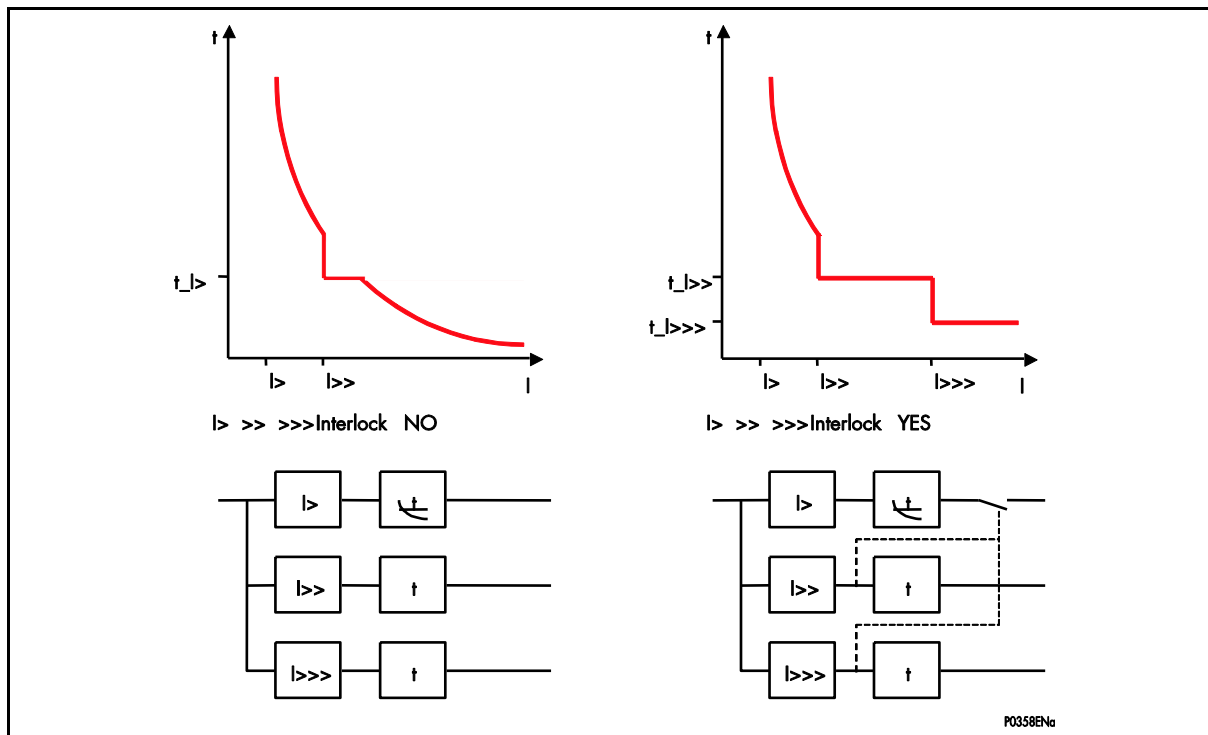 t
t_I>
I>
I>>
I
I> >> >>>Interlock NO
I>
t
I>>
t
I>>>
t
t
t_I>>
t_I>>>
I>
I>>
I>>>
I
I> >> >>>Interlock YES
I>
t
I>>
t
I>>>
t
P0358ENa